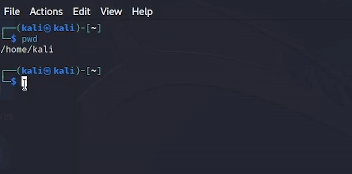 File Actions Edit View Help
┌──(kali㉿kali)-[~]
└─$ pwd
/home/kali
┌──(kali㉿kali)-[~]
└─$